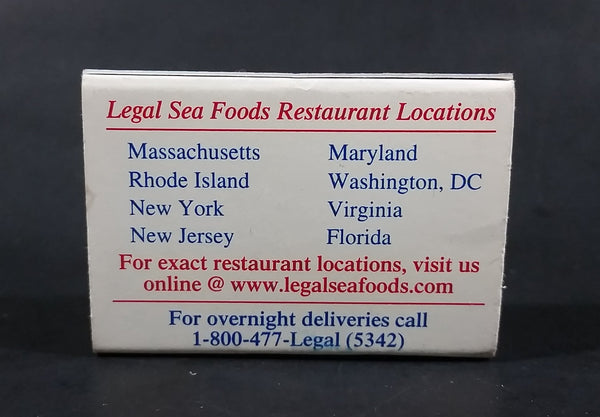 Legal Sea Foods Restaurant Locations
Massachusetts
Rhode Island
New York
New Jersey
Maryland
Washington, DC
Virginia
Florida
For exact restaurant locations, visit us
online @ www.legalseafoods.com
For overnight deliveries call
1-800-477-Legal (5342)